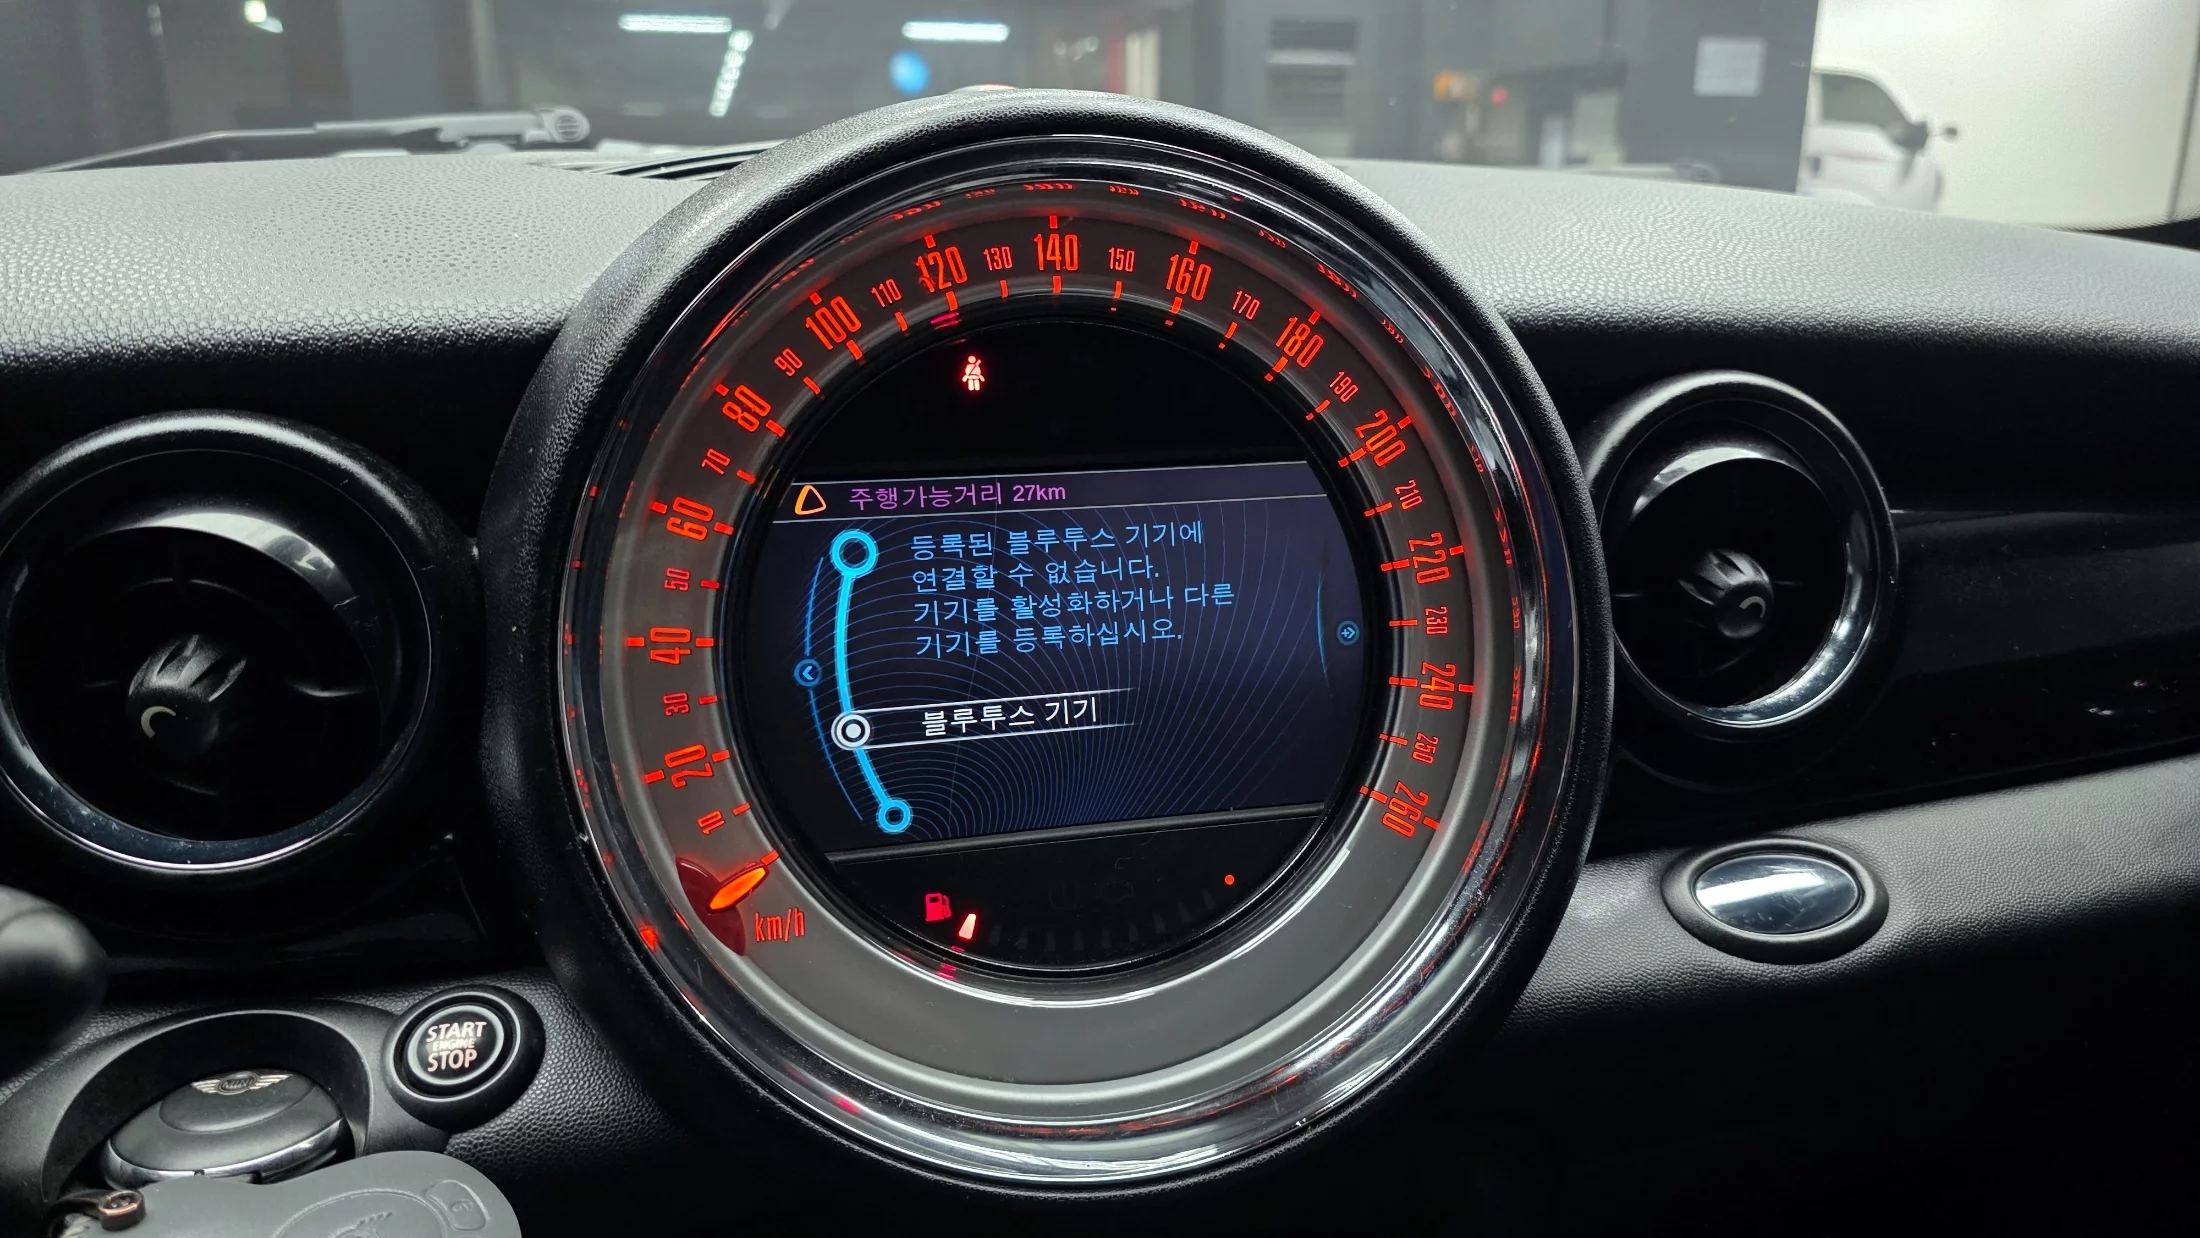 10
20
30
40
50
60
70
80
90
100
110
120
130
140
150
160
170
180
190
200
210
220
230
240
250
260
km/h
주행가능거리 27km
등록된 블루투스 기기에
연결할 수 없습니다.
기기를 활성화하거나 다른
기기를 등록하십시오.
블루투스 기기
START
ENGINE
STOP
MINI